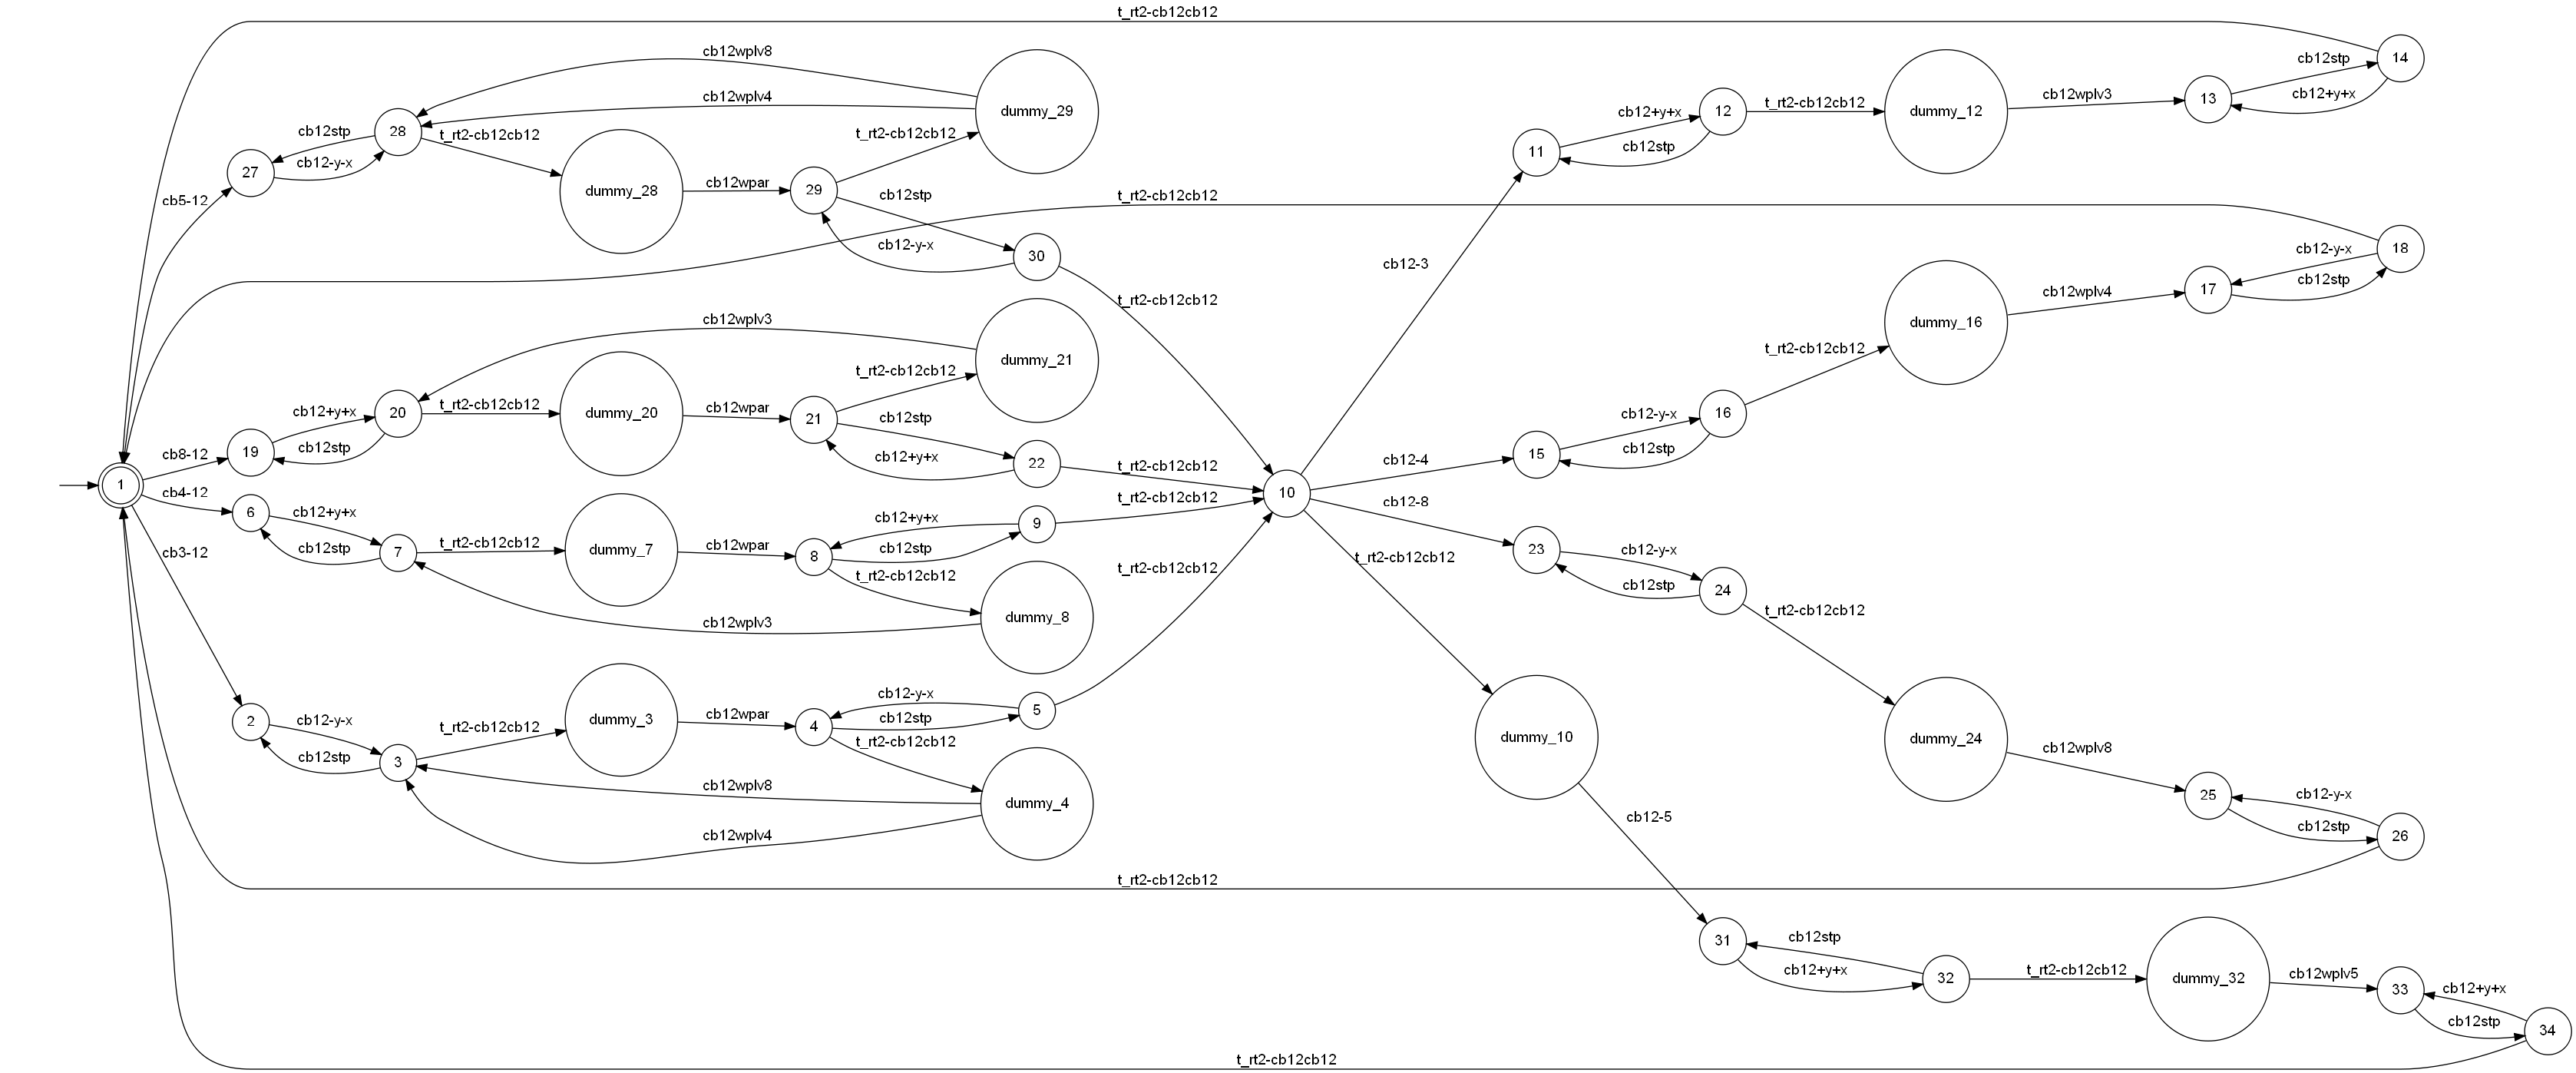 t_rt2-cb12cb12
14
cb12wplv8
cb12stp
cb12wplv4
cb12+y+x
dummy_29
cb12+y+x
12
t_rt2-cb12cb12
dummy_12
cb12wplv3
13
28
cb12stp
t_rt2-cb12cb12
t_rt2-cb12cb12
cb12stp
11
27
cb12-y-x
dummy_28
cb12wpar
29
cb5-12
cb12stp
t_rt2-cb12cb12
cb12-y-x
30
cb12-y-x
18
cb12-3
cb12stp
17
cb12wplv4
t_rt2-cb12cb12
cb12wplv3
dummy_16
t_rt2-cb12cb12
dummy_21
t_rt2-cb12cb12
cb12+y+x
20
t_rt2-cb12cb12
dummy_20
cb12wpar
21
cb12stp
cb12-y-x
16
cb8-12
19
cb12stp
cb12+y+x
22
t_rt2-cb12cb12
cb12-4
15
cb12stp
1
cb4-12
10
t_rt2-cb12cb12
cb12-8
6
cb12+y+x
cb12+y+x
9
cb3-12
cb12stp
7
t_rt2-cb12cb12
dummy_7
cb12wpar
8
cb12stp
t_rt2-cb12cb12
23
cb12-y-x
t_rt2-cb12cb12
t_rt2-cb12cb12
cb12stp
24
cb12wplv3
dummy_8
t_rt2-cb12cb12
2
cb12-y-x
t_rt2-cb12cb12
dummy_3
cb12wpar
4
cb12-y-x
cb12stp
5
cb12stp
3
t_rt2-cb12cb12
dummy_10
dummy_24
cb12wplv8
cb12wplv8
dummy_4
25
cb12-y-x
cb12wplv4
cb12-5
cb12stp
26
t_rt2-cb12cb12
31
cb12stp
cb12+y+x
32
t_rt2-cb12cb12
dummy_32
cb12wplv5
33
cb12+y+x
cb12stp
34
t_rt2-cb12cb12